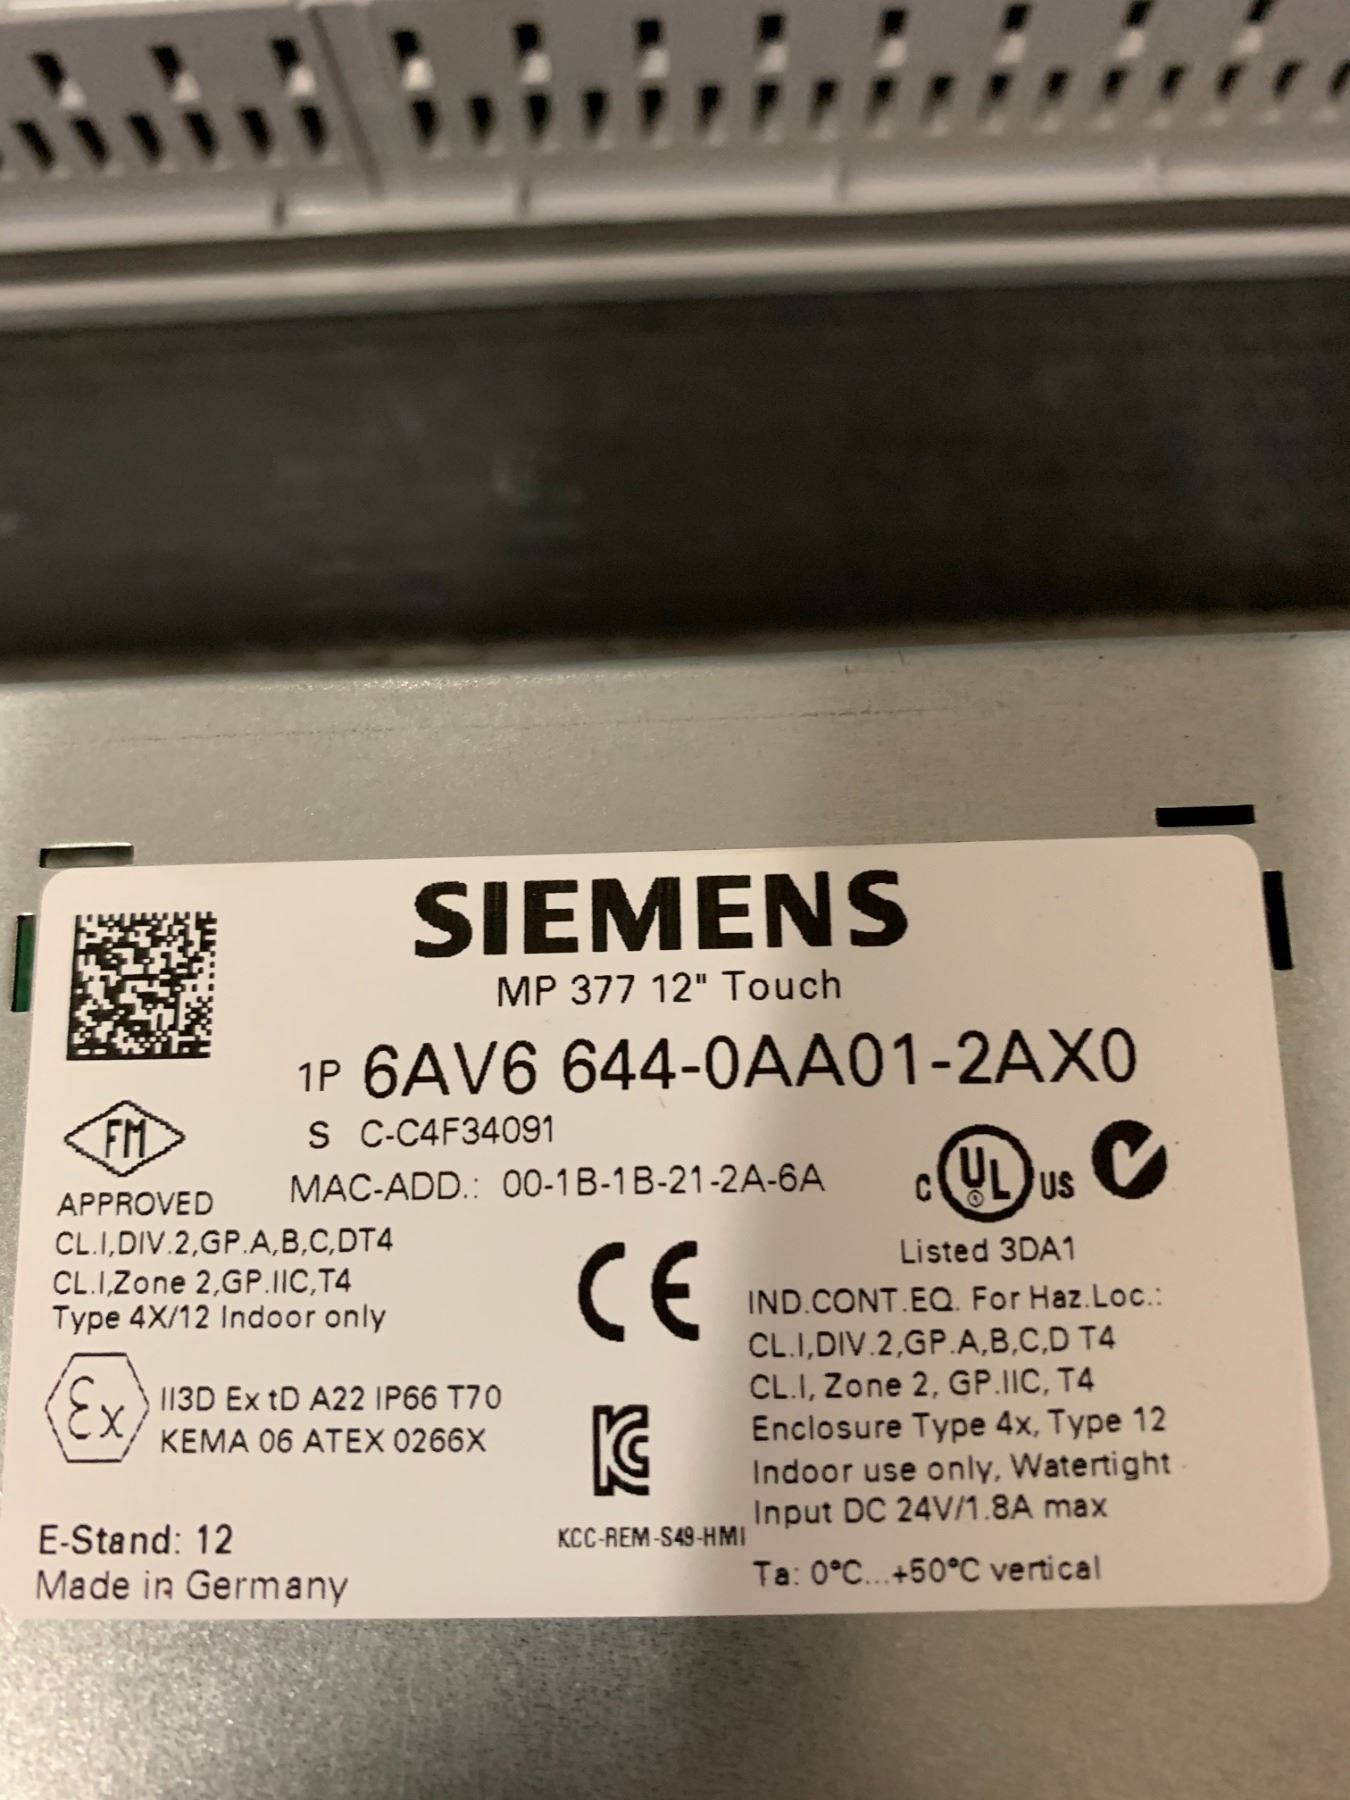 SIEMENS
MP 377 12" Touch
1P 6AV6 644-0AA01-2AX0
S C-C4F34091
MAC-ADD.: 00-1B-1B-21-2A-6A
FM
APPROVED
CL.I,DIV.2,GP.A,B,C,DT4
CL.I,Zone 2,GP.IIC,T4
Type 4X/12 Indoor only
Ex
II3D Ex tD A22 IP66 T70
KEMA 06 ATEX 0266X
E-Stand: 12
Made in Germany
CE
KC
KCC-REM-S49-HMI
C UL US
Listed 3DA1
IND.CONT.EQ. For Haz.Loc.:
CL.I,DIV.2,GP.A,B,C,D T4
CL.I, Zone 2, GP.IIC, T4
Enclosure Type 4x, Type 12
Indoor use only, Watertight
Input DC 24V/1.8A max
Ta: 0°C...+50°C vertical